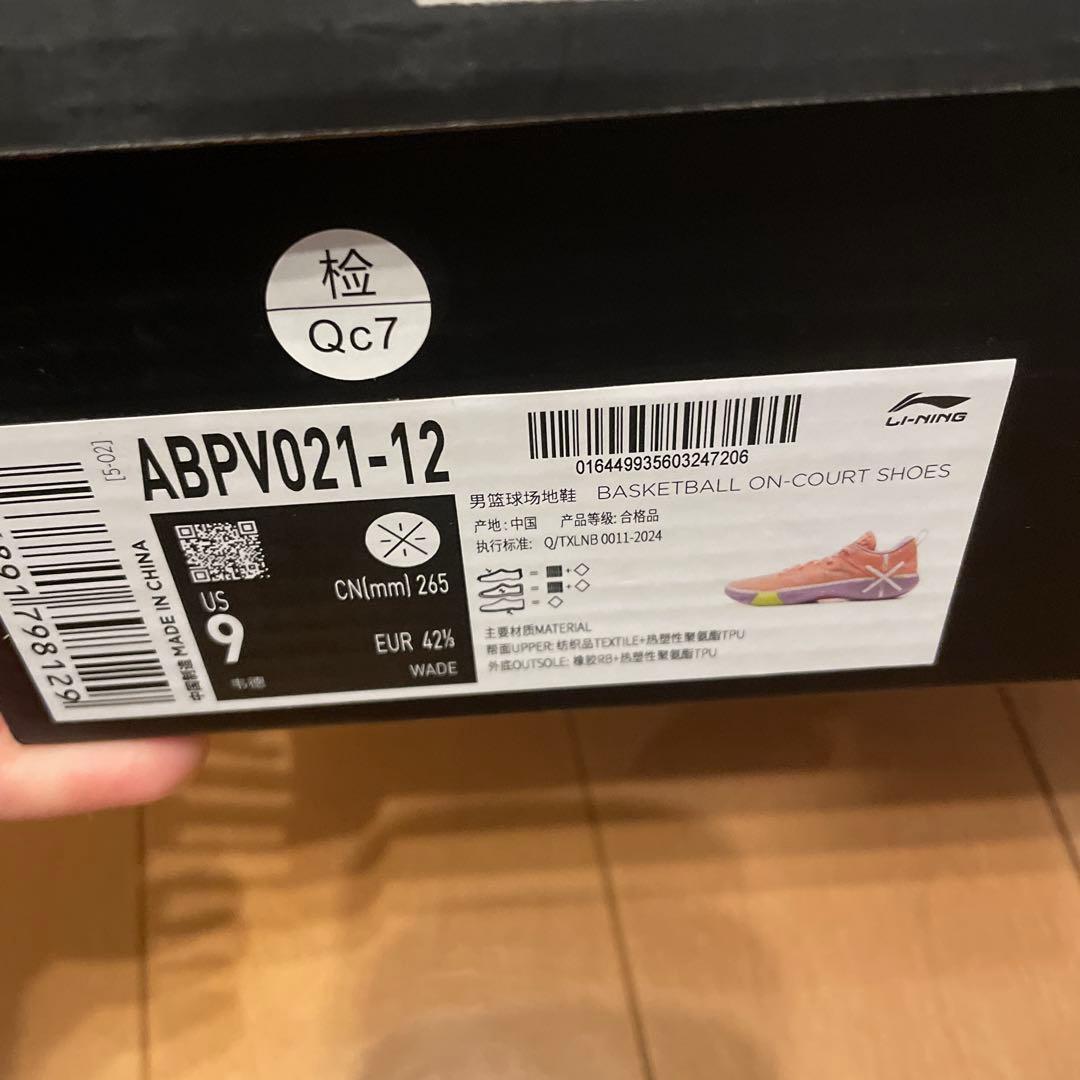 检
Qc7
LI-NING
[5-02]
ABPV021-12
016449935603247206
男篮球场地鞋 BASKETBALL ON-COURT SHOES
产地: 中国 产品等级: 合格品
执行标准: Q/TXLNB 0011-2024
US
9
CN(mm) 265
EUR 42⅓
韦德
WADE
中国制造 MADE IN CHINA
主要材质MATERIAL
帮面UPPER: 纺织品TEXTILE+热塑性聚氨酯TPU
外底OUTSOLE: 橡胶RB+热塑性聚氨酯TPU